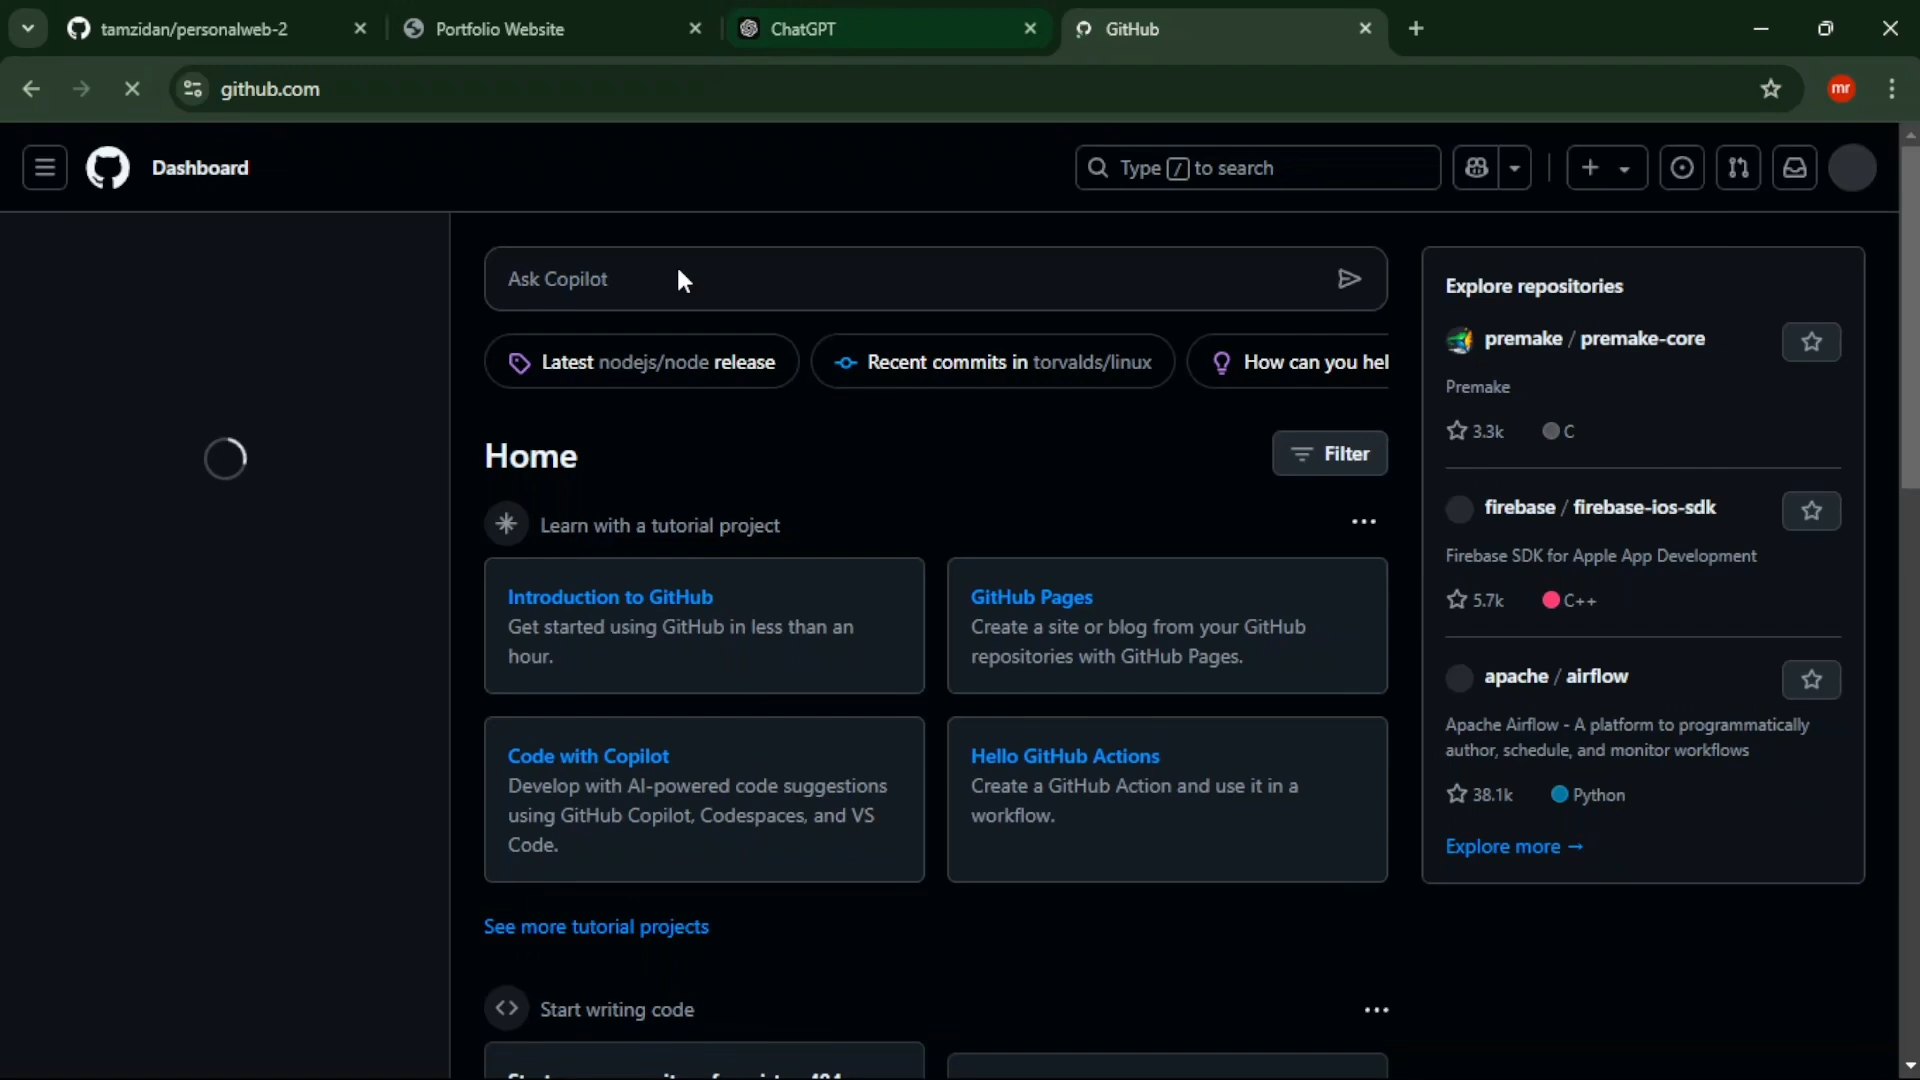 tamzidan/personalweb-2
Portfolio Website
ChatGPT
GitHub
github.com
mr
Dashboard
Type / to search
Ask Copilot
Latest nodejs/node release
Recent commits in torvalds/linux
How can you hel
Home
Filter
Learn with a tutorial project
Introduction to GitHub
Get started using GitHub in less than an
hour.
GitHub Pages
Create a site or blog from your GitHub
repositories with GitHub Pages.
Code with Copilot
Develop with AI-powered code suggestions
using GitHub Copilot, Codespaces, and VS
Code.
Hello GitHub Actions
Create a GitHub Action and use it in a
workflow.
See more tutorial projects
Start writing code
Explore repositories
premake / premake-core
Premake
3.3k C
firebase / firebase-ios-sdk
Firebase SDK for Apple App Development
5.7k C++
apache / airflow
Apache Airflow - A platform to programmatically
author, schedule, and monitor workflows
38.1k Python
Explore more →